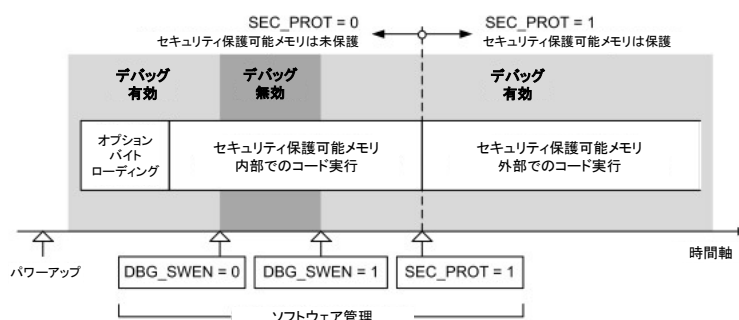 SEC_PROT = 0
セキュリティ保護可能メモリは未保護
SEC_PROT = 1
セキュリティ保護可能メモリは保護
デバッグ
有効
デバッグ
無効
デバッグ
有効
オプション
バイト
ローディング
セキュリティ保護可能メモリ
内部でのコード実行
セキュリティ保護可能メモリ
外部でのコード実行
時間軸
パワーアップ
DBG_SWEN = 0
DBG_SWEN = 1
SEC_PROT = 1
ソフトウェア管理